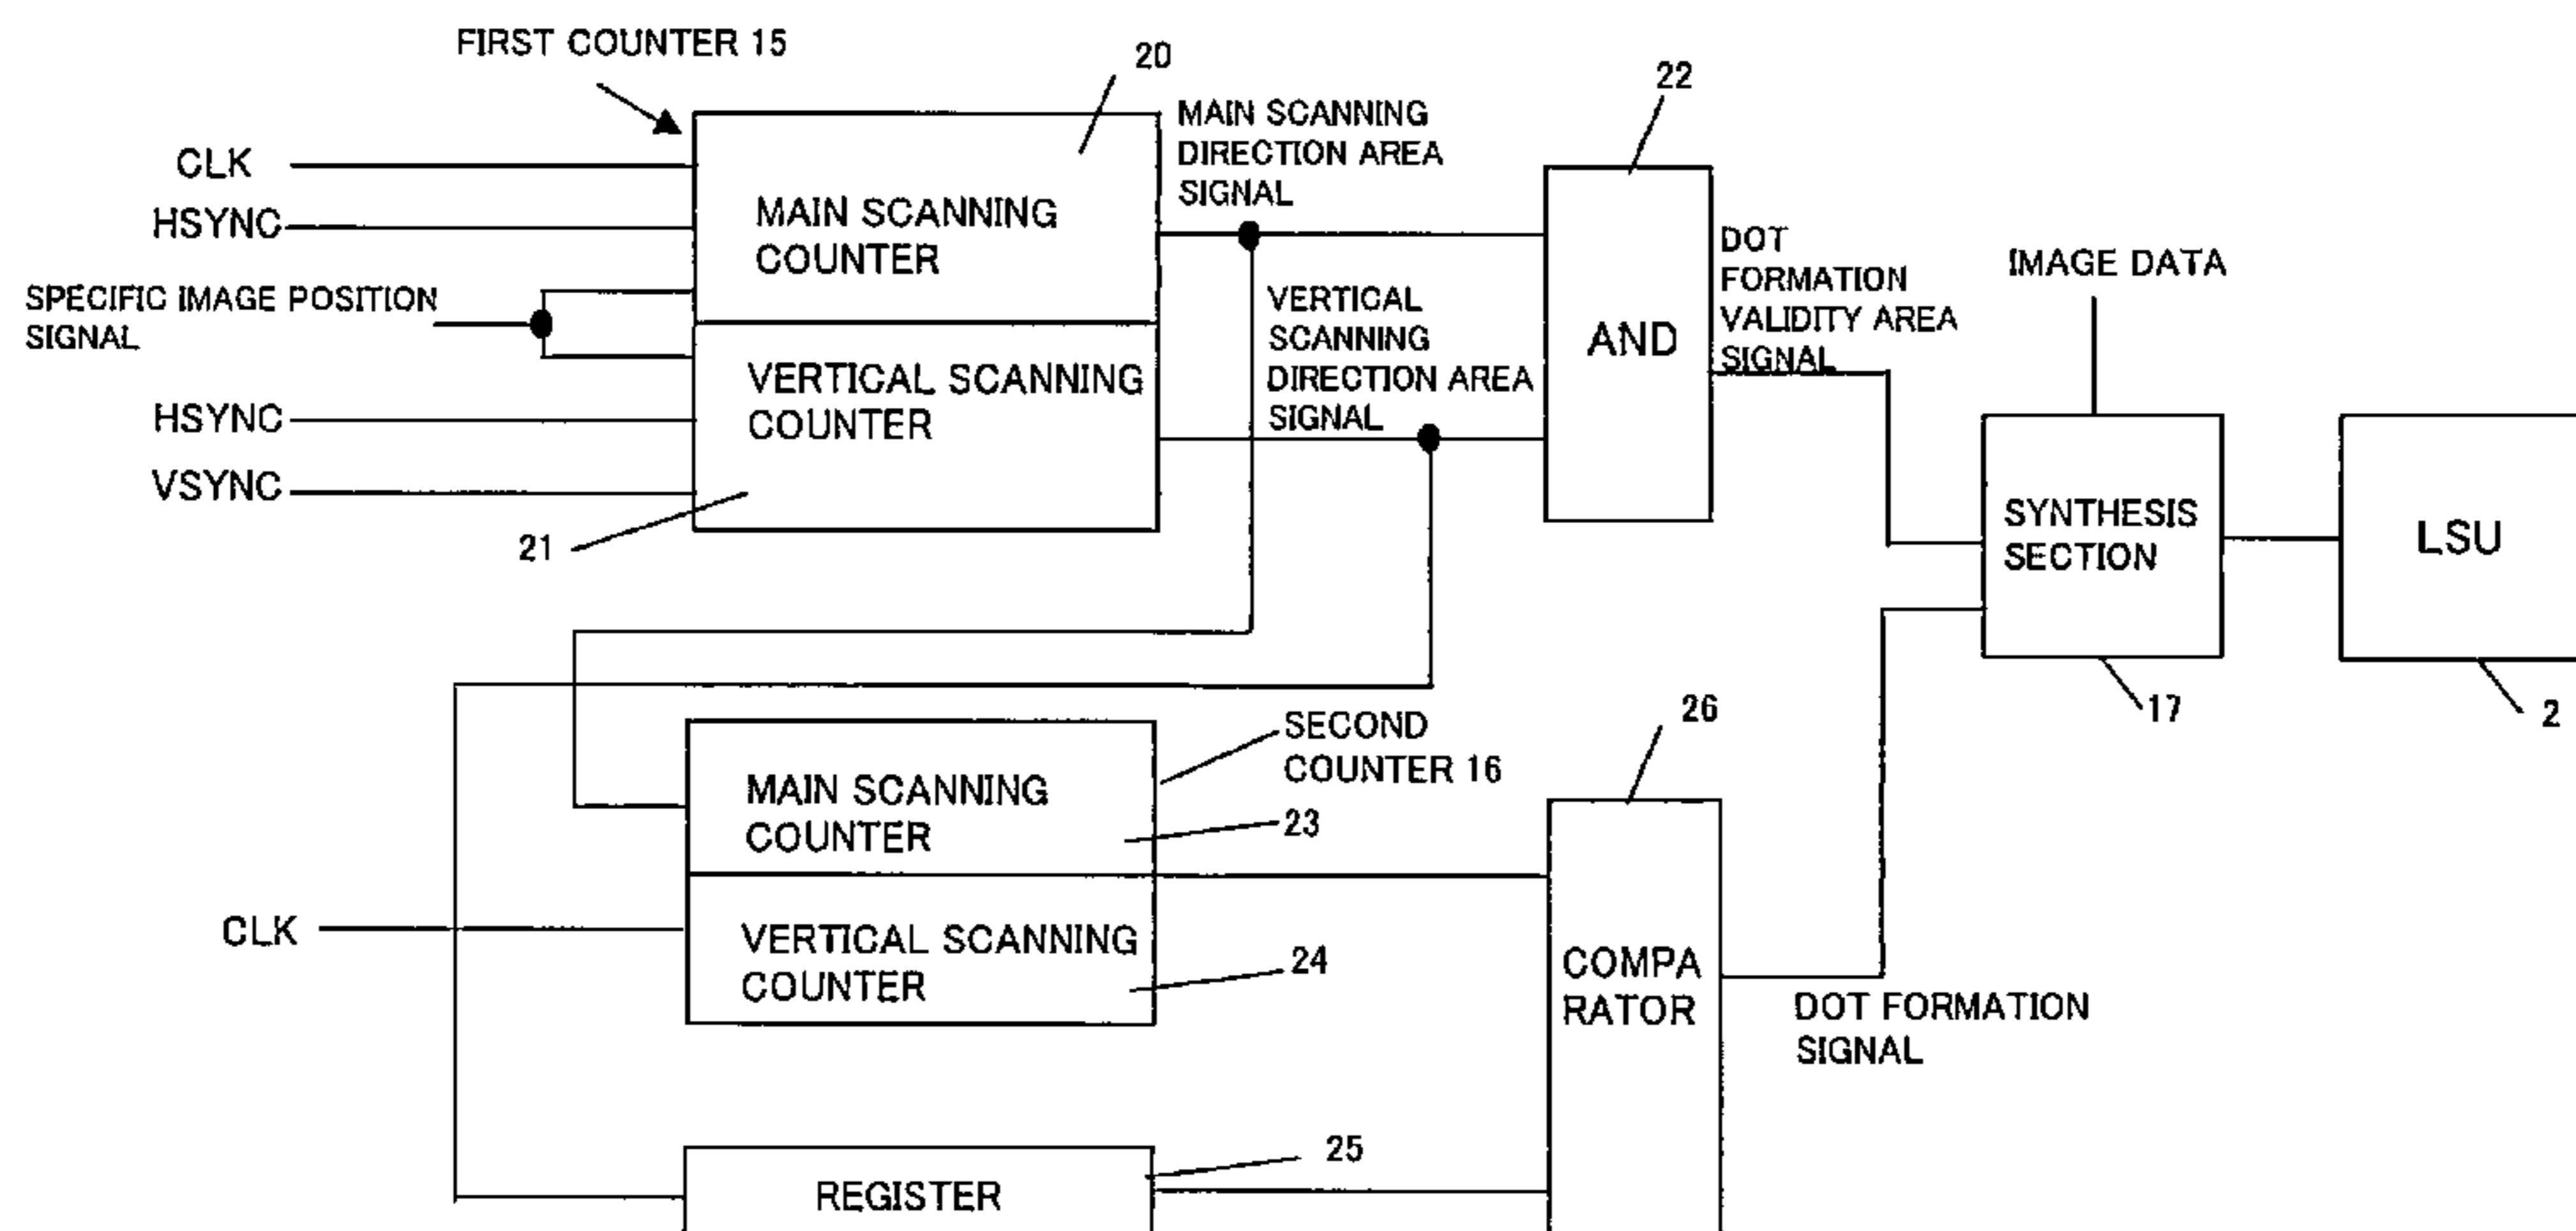 FIRST COUNTER 15
20
22
MAIN SCANNING
DIRECTION AREA
SIGNAL
CLK
HSYNC
MAIN SCANNING
COUNTER
SPECIFIC IMAGE POSITION
SIGNAL
VERTICAL
SCANNING
DIRECTION AREA
SIGNAL
AND
DOT
FORMATION
VALIDITY AREA
SIGNAL
IMAGE DATA
VERTICAL SCANNING
COUNTER
HSYNC
VSYNC
21
SYNTHESIS
SECTION
LSU
17
2
SECOND
COUNTER 16
26
MAIN SCANNING
COUNTER
23
CLK
VERTICAL SCANNING
COUNTER
24
COMPA
RATOR
DOT FORMATION
SIGNAL
25
REGISTER